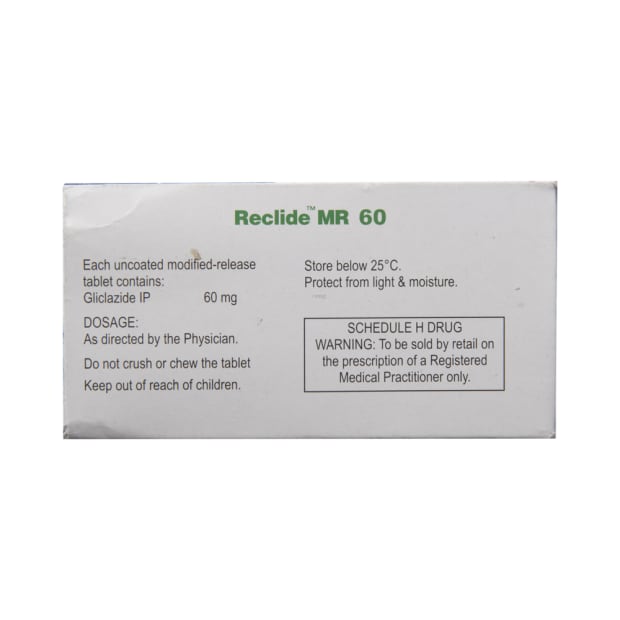 Reclide™ MR 60
Each uncoated modified-release
tablet contains:
Gliclazide IP 60 mg
DOSAGE:
As directed by the Physician.
Do not crush or chew the tablet
Keep out of reach of children.
Store below 25°C.
Protect from light & moisture.
SCHEDULE H DRUG
WARNING: To be sold by retail on
the prescription of a Registered
Medical Practitioner only.